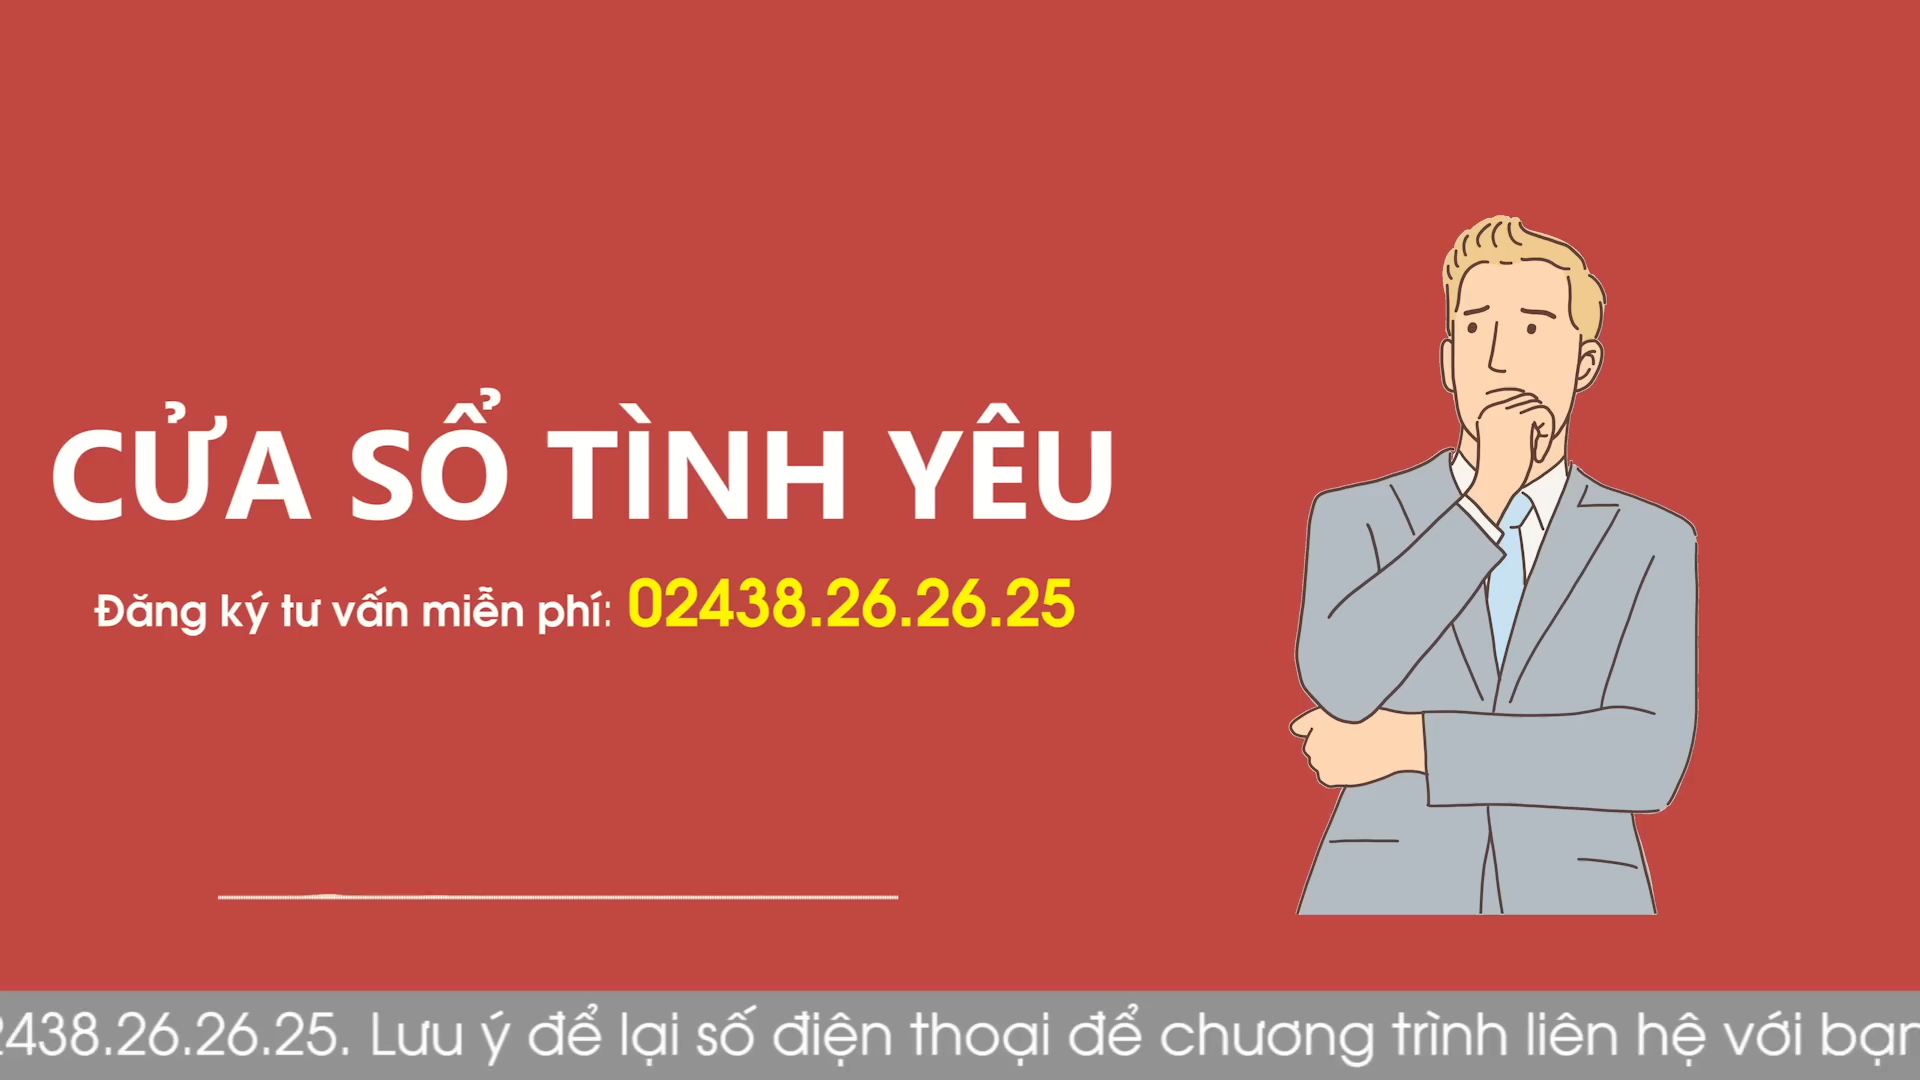 CỬA SỔ TÌNH YÊU
Đăng ký tư vấn miễn phí: 02438.26.26.25
2438.26.26.25. Lưu ý để lại số điện thoại để chương trình liên hệ với bạn